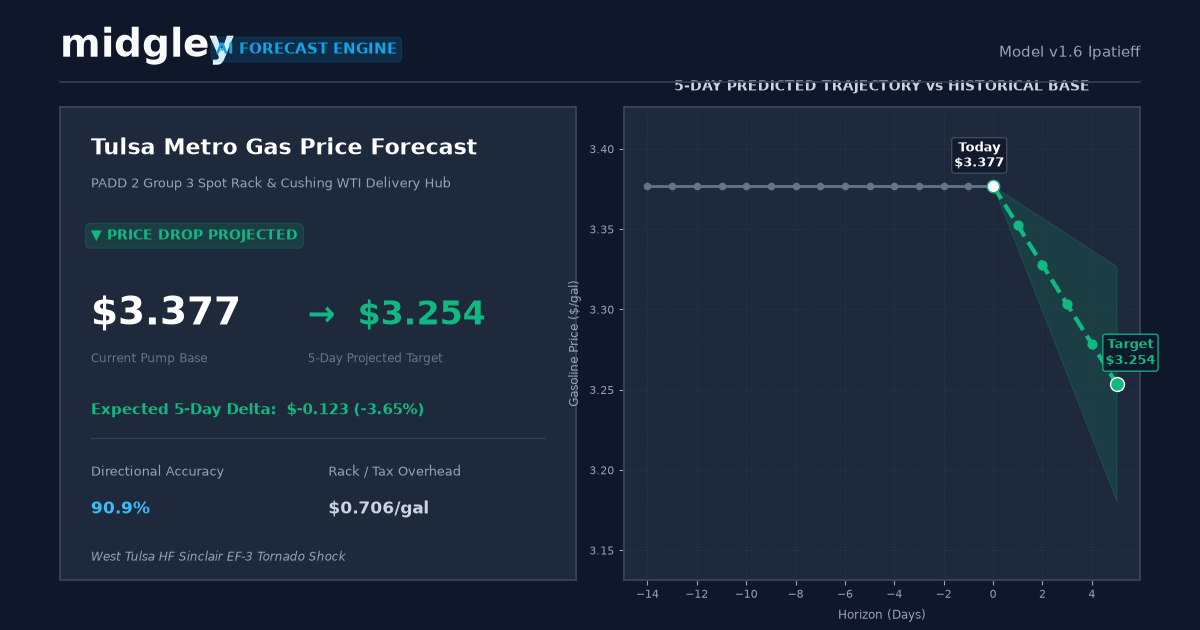 midgley
AI FORECAST ENGINE
Model v1.6 Ipatieff
Tulsa Metro Gas Price Forecast
PADD 2 Group 3 Spot Rack & Cushing WTI Delivery Hub
▼ PRICE DROP PROJECTED
$3.377 → $3.254
Current Pump Base 5-Day Projected Target
Expected 5-Day Delta: $-0.123 (-3.65%)
Directional Accuracy Rack / Tax Overhead
90.9% $0.706/gal
West Tulsa HF Sinclair EF-3 Tornado Shock
5-DAY PREDICTED TRAJECTORY vs HISTORICAL BASE
Gasoline Price ($/gal)
3.40
3.35
3.30
3.25
3.20
3.15
Today
$3.377
Target
$3.254
−14 −12 −10 −8 −6 −4 −2 0 2 4
Horizon (Days)